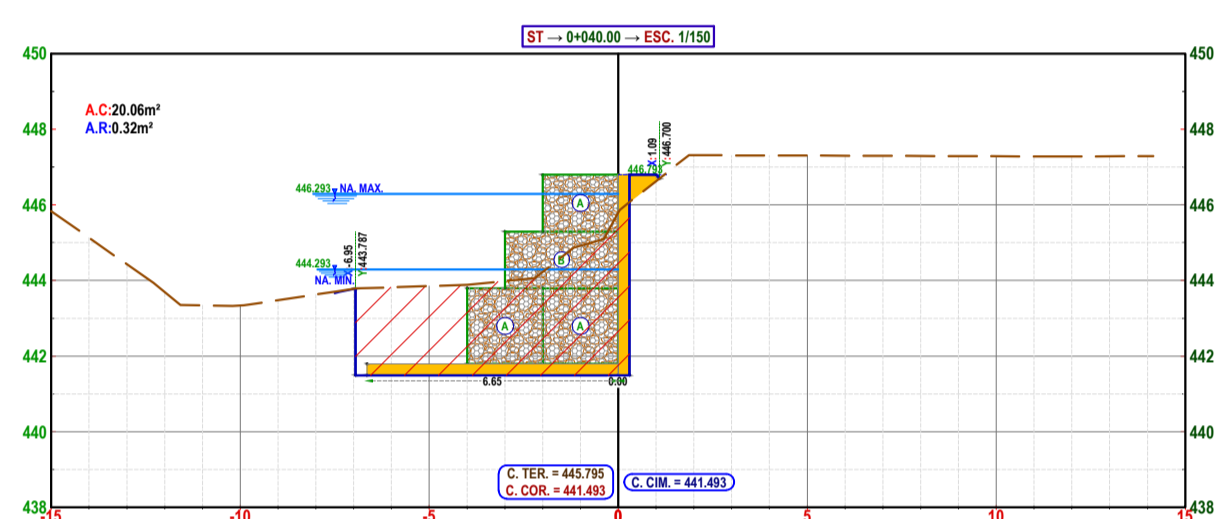 ST → 0+040.00 → ESC. 1/150
450
450
A.C:20.06m²
A.R:0.32m²
448
448
X:1.09
Y:446.700
446.793
446.293
NA. MAX.
446
446
A
X:-6.95
Y:443.787
444.293
B
NA. MIN.
444
444
A
A
442
442
6.65
0.00
440
440
C. TER. = 445.795
C. COR. = 441.493
C. CIM. = 441.493
438
438
-15
-10
-5
0
5
10
15